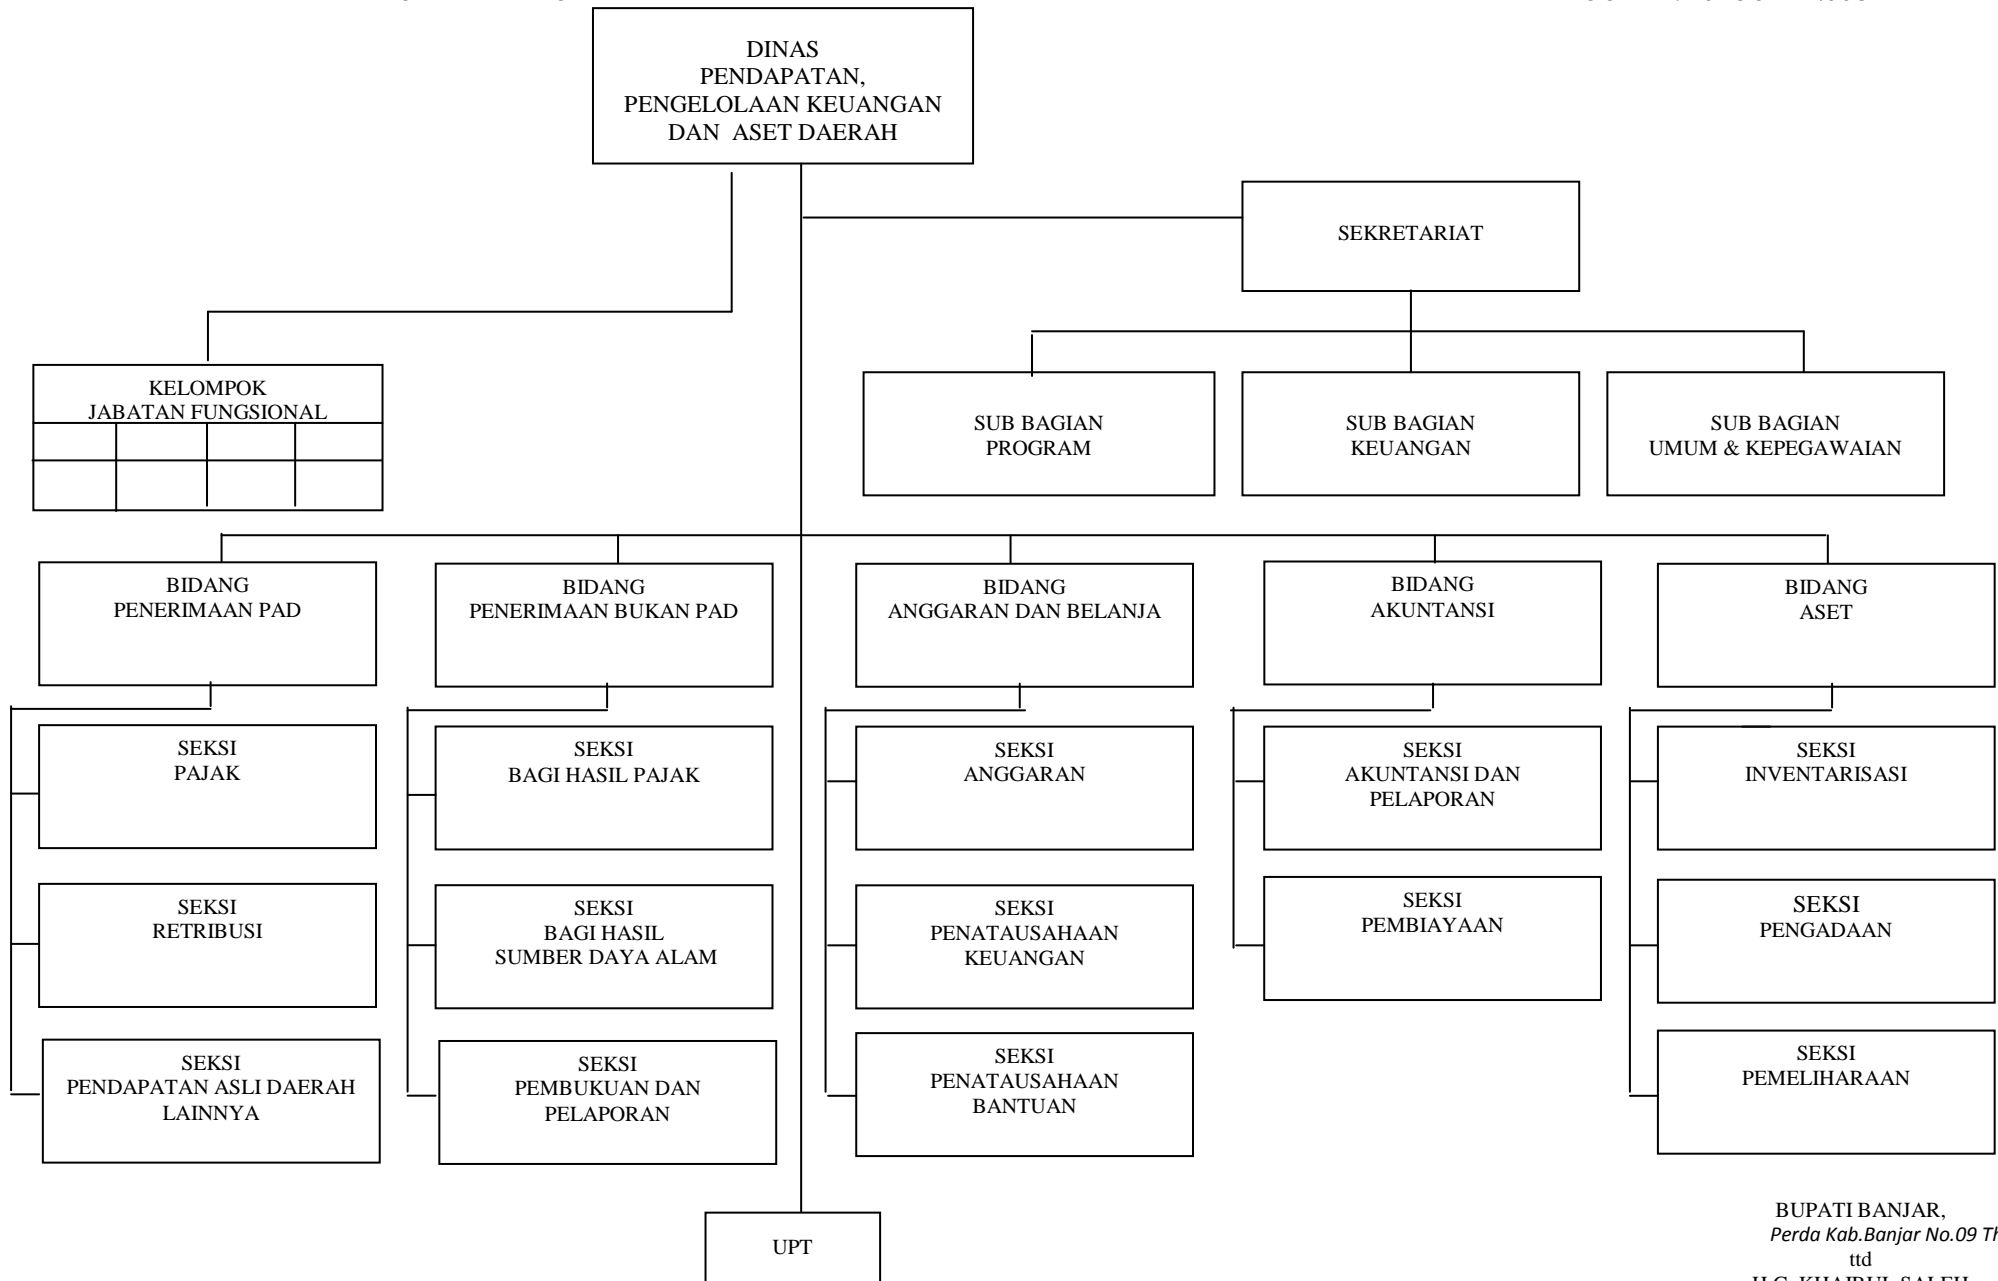 DINAS
PENDAPATAN,
PENGELOLAAN KEUANGAN
DAN ASET DAERAH
SEKRETARIAT
KELOMPOK
JABATAN FUNGSIONAL
SUB BAGIAN
PROGRAM
SUB BAGIAN
KEUANGAN
SUB BAGIAN
UMUM & KEPEGAWAIAN
BIDANG
PENERIMAAN PAD
BIDANG
PENERIMAAN BUKAN PAD
BIDANG
ANGGARAN DAN BELANJA
BIDANG
AKUNTANSI
BIDANG
ASET
SEKSI
PAJAK
SEKSI
BAGI HASIL PAJAK
SEKSI
ANGGARAN
SEKSI
AKUNTANSI DAN
PELAPORAN
SEKSI
INVENTARISASI
SEKSI
RETRIBUSI
SEKSI
BAGI HASIL
SUMBER DAYA ALAM
SEKSI
PENATAUSAHAAN
KEUANGAN
SEKSI
PEMBIAYAAN
SEKSI
PENGADAAN
SEKSI
PENDAPATAN ASLI DAERAH
LAINNYA
SEKSI
PEMBUKUAN DAN
PELAPORAN
SEKSI
PENATAUSAHAAN
BANTUAN
SEKSI
PEMELIHARAAN
UPT
BUPATI BANJAR,
Perda Kab.Banjar No.09 Th
ttd
KHAIRUL SALEH